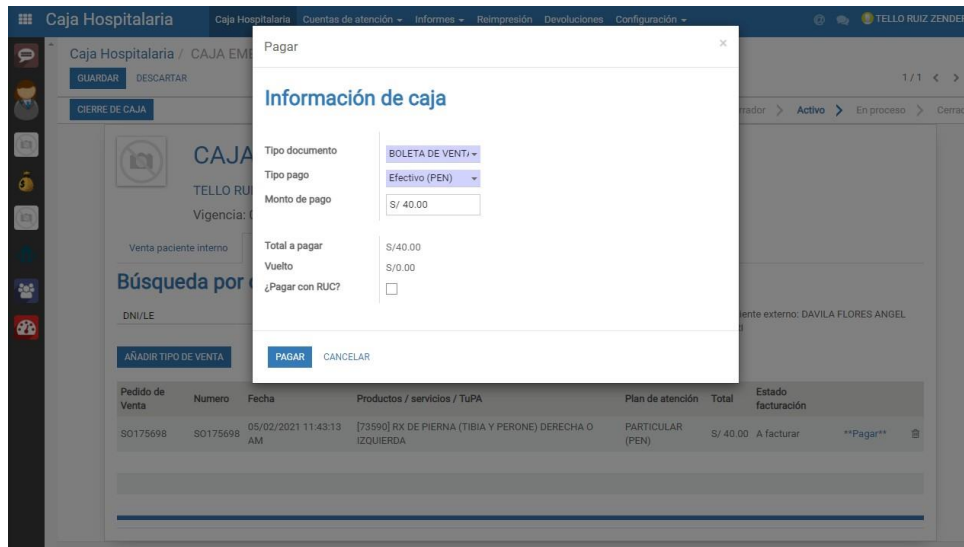 Caja Hospitalaria
Caja Hospitalaria Cuentas de atención Informes Reimpresión Devoluciones Configuración
TELLO RUIZ ZENDER
Caja Hospitalaria / CAJA EME
GUARDAR DESCARTAR
1 / 1
CIERRE DE CAJA
rrador Activo En proceso Cerrad
Pagar ×
Información de caja
Tipo documento BOLETA DE VENTA
Tipo pago Efectivo (PEN)
Monto de pago S/ 40.00
Total a pagar S/40.00
Vuelto S/0.00
¿Pagar con RUC?
PAGAR CANCELAR
CAJA
TELLO RUI
Vigencia:
Venta paciente interno
Búsqueda por
DNI/LE
iente externo: DAVILA FLORES ANGEL
AÑADIR TIPO DE VENTA
Pedido de Venta Numero Fecha Productos / servicios / TuPA Plan de atención Total Estado facturación
SO175698 SO175698 05/02/2021 11:43:13 AM [73590] RX DE PIERNA (TIBIA Y PERONE) DERECHA O IZQUIERDA PARTICULAR (PEN) S/ 40.00 A facturar **Pagar**